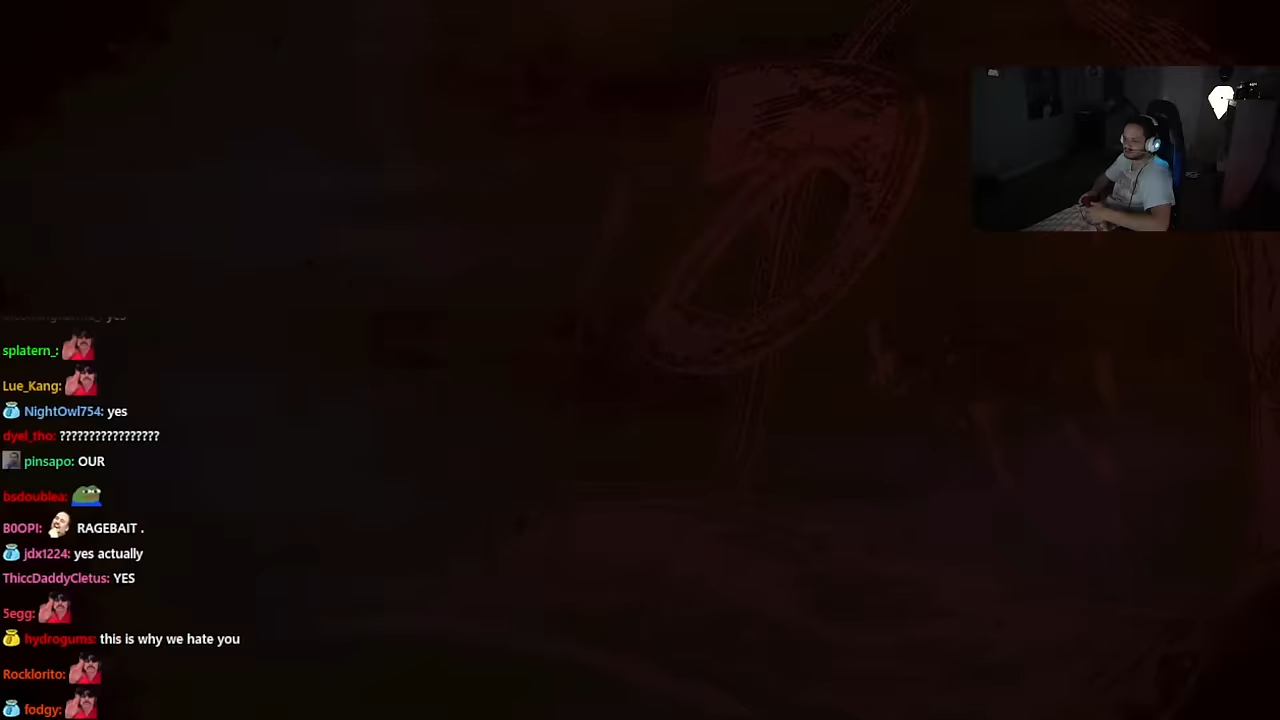 splatern_:
Lue_Kang:
NightOwl754: yes
dyel_tho: ?????????????????
pinsapo: OUR
bsdoublea:
B0OPI: RAGEBAIT .
jdx1224: yes actually
ThiccDaddyCletus: YES
5egg:
hydrogums: this is why we hate you
Rocklorito:
fodgy: